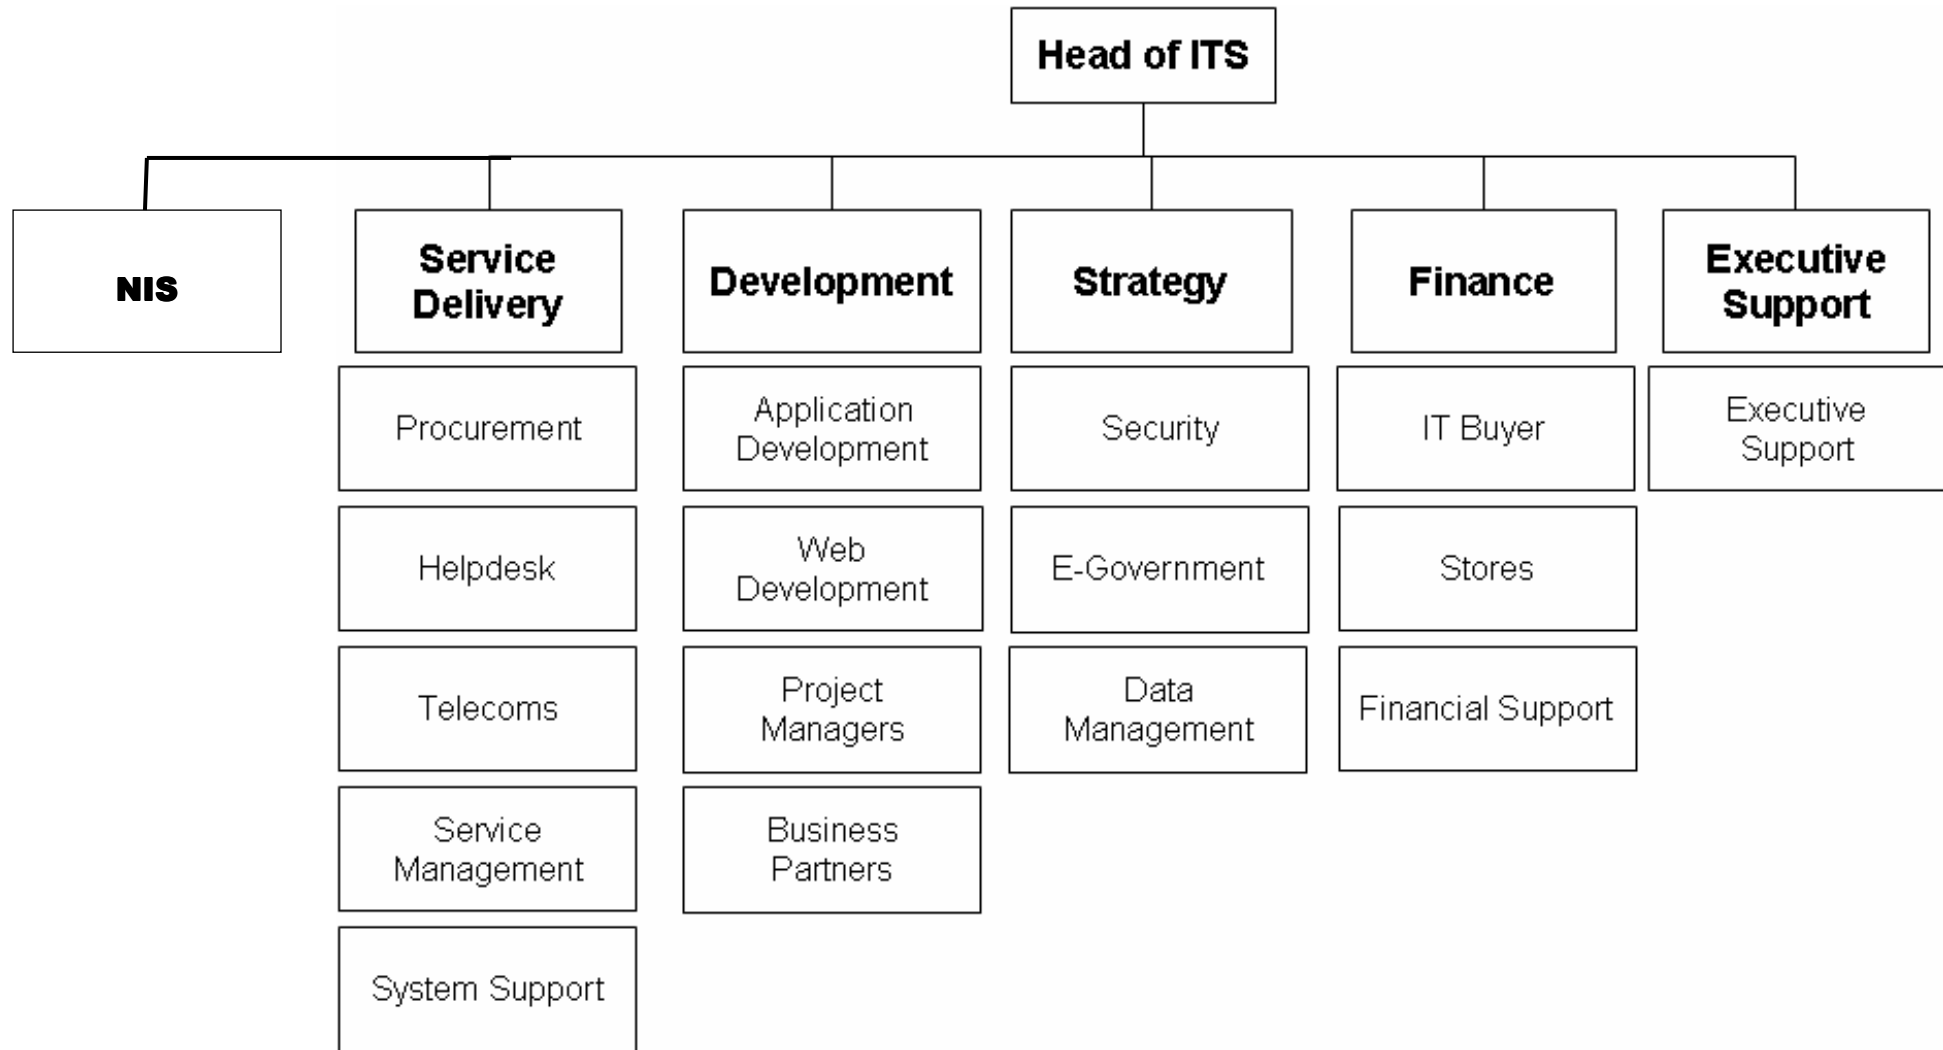 Head of ITS
NIS
Service
Delivery
Development
Strategy
Finance
Executive
Support
Procurement
Application
Development
Security
IT Buyer
Executive
Support
Helpdesk
Web
Development
E-Government
Stores
Telecoms
Project
Managers
Data
Management
Financial Support
Service
Management
Business
Partners
System Support